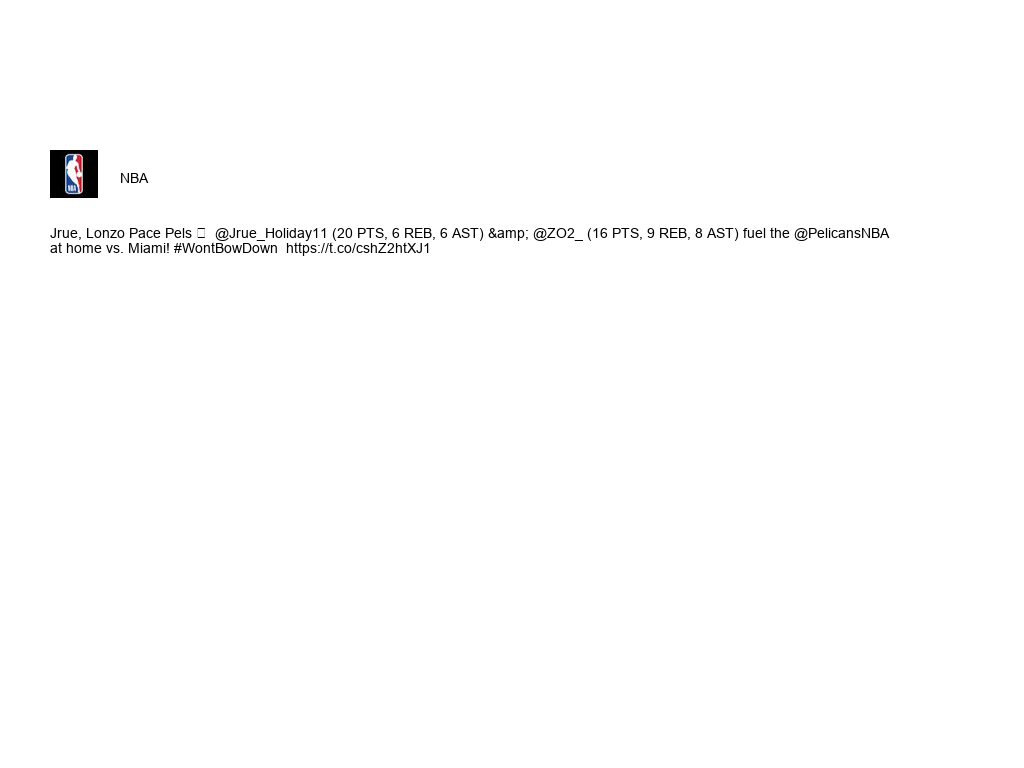 NBA
Jrue, Lonzo Pace Pels  @Jrue_Holiday11 (20 PTS, 6 REB, 6 AST) &amp; @ZO2_ (16 PTS, 9 REB, 8 AST) fuel the @PelicansNBA
at home vs. Miami! #WontBowDown  https://t.co/cshZ2htXJ1